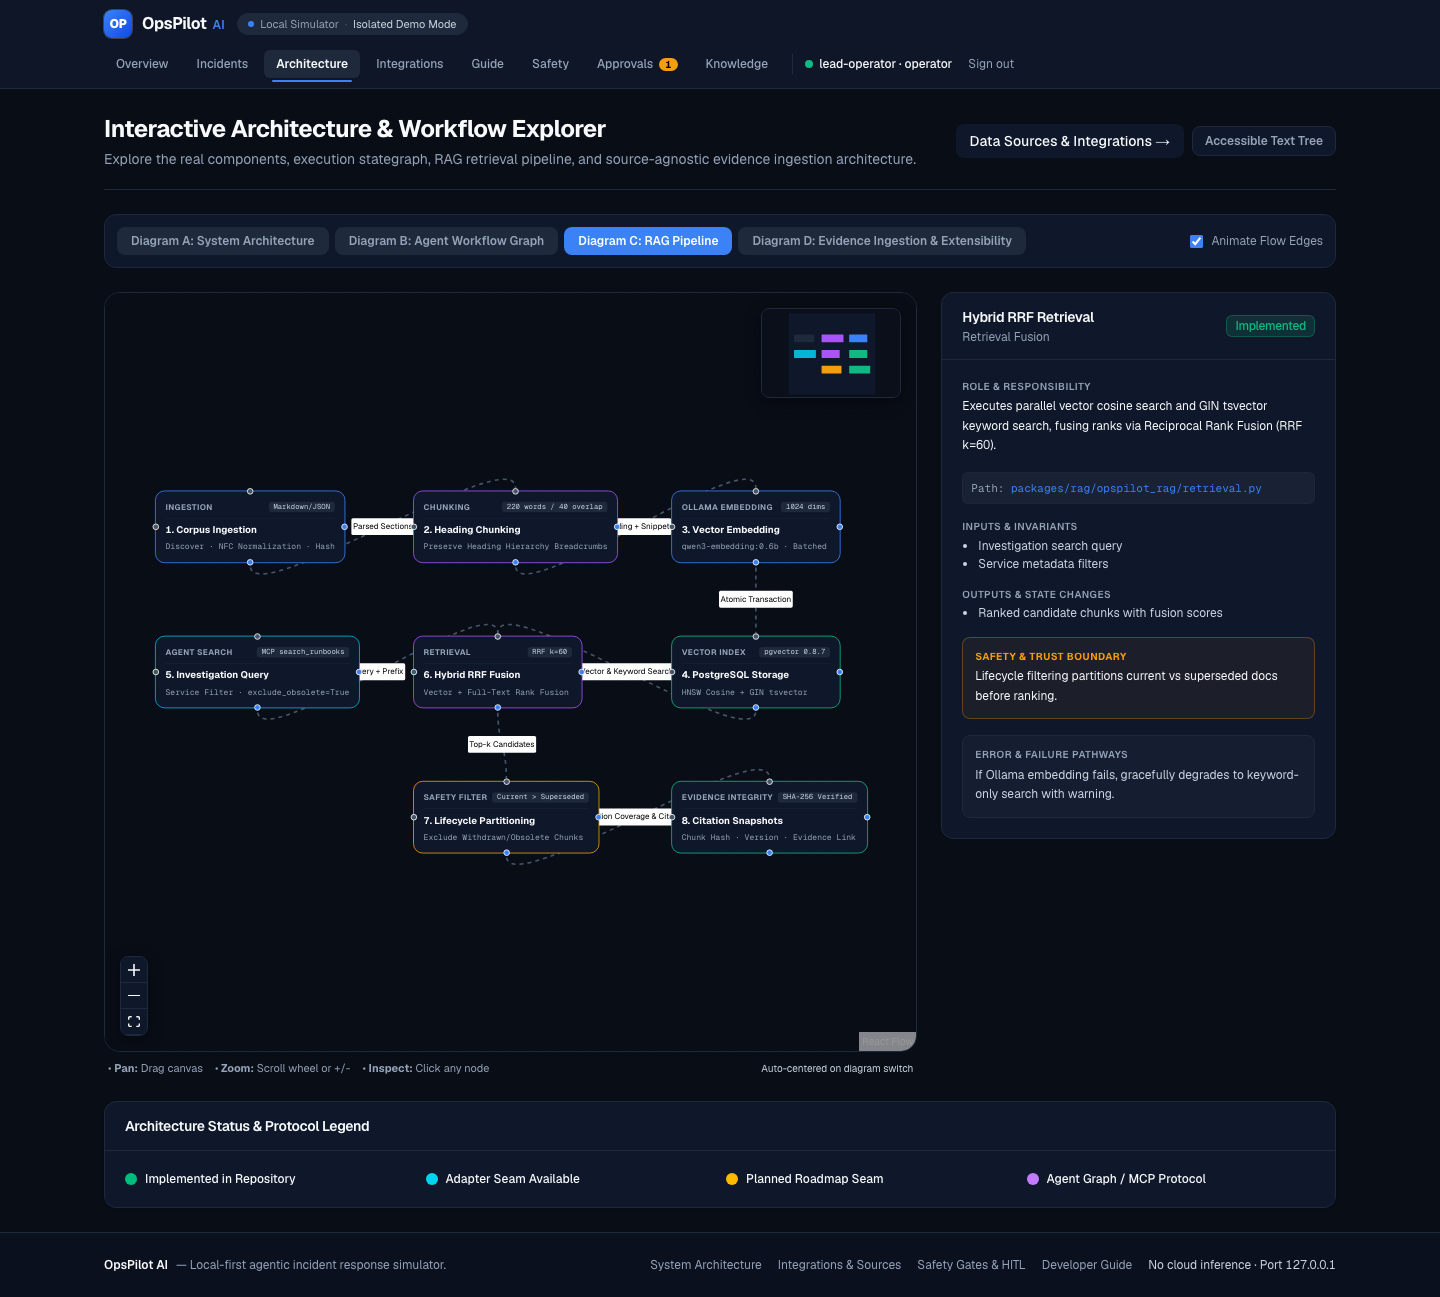 OP OpsPilot AI Local Simulator · Isolated Demo Mode
Overview Incidents Architecture Integrations Guide Safety Approvals 1 Knowledge lead-operator · operator Sign out
Interactive Architecture & Workflow Explorer
Explore the real components, execution stategraph, RAG retrieval pipeline, and source-agnostic evidence ingestion architecture.
Data Sources & Integrations → Accessible Text Tree
Diagram A: System Architecture Diagram B: Agent Workflow Graph Diagram C: RAG Pipeline Diagram D: Evidence Ingestion & Extensibility Animate Flow Edges
INGESTION Markdown/JSON
1. Corpus Ingestion
Discover · NFC Normalization · Hash
Parsed Sections
CHUNKING 220 words / 40 overlap
2. Heading Chunking
Preserve Heading Hierarchy Breadcrumbs
+ Snippet
OLLAMA EMBEDDING 1024 dims
3. Vector Embedding
qwen3-embedding:0.6b · Batched
Atomic Transaction
AGENT SEARCH MCP search_runbooks
5. Investigation Query
Service Filter · exclude_obsolete=True
+ Prefix
RETRIEVAL RRF k=60
6. Hybrid RRF Fusion
Vector + Full-Text Rank Fusion
Vector & Keyword Search
VECTOR INDEX pgvector 0.8.7
4. PostgreSQL Storage
HNSW Cosine + GIN tsvector
Top-k Candidates
SAFETY FILTER Current > Superseded
7. Lifecycle Partitioning
Exclude Withdrawn/Obsolete Chunks
Coverage &
EVIDENCE INTEGRITY SHA-256 Verified
8. Citation Snapshots
Chunk Hash · Version · Evidence Link
React Flow
• Pan: Drag canvas • Zoom: Scroll wheel or +/- • Inspect: Click any node
Auto-centered on diagram switch
Hybrid RRF Retrieval
Retrieval Fusion
Implemented
ROLE & RESPONSIBILITY
Executes parallel vector cosine search and GIN tsvector
keyword search, fusing ranks via Reciprocal Rank Fusion (RRF
k=60).
Path: packages/rag/opspilot_rag/retrieval.py
INPUTS & INVARIANTS
• Investigation search query
• Service metadata filters
OUTPUTS & STATE CHANGES
• Ranked candidate chunks with fusion scores
SAFETY & TRUST BOUNDARY
Lifecycle filtering partitions current vs superseded docs
before ranking.
ERROR & FAILURE PATHWAYS
If Ollama embedding fails, gracefully degrades to keyword-
only search with warning.
Architecture Status & Protocol Legend
Implemented in Repository Adapter Seam Available Planned Roadmap Seam Agent Graph / MCP Protocol
OpsPilot AI — Local-first agentic incident response simulator.
System Architecture Integrations & Sources Safety Gates & HITL Developer Guide No cloud inference · Port 127.0.0.1